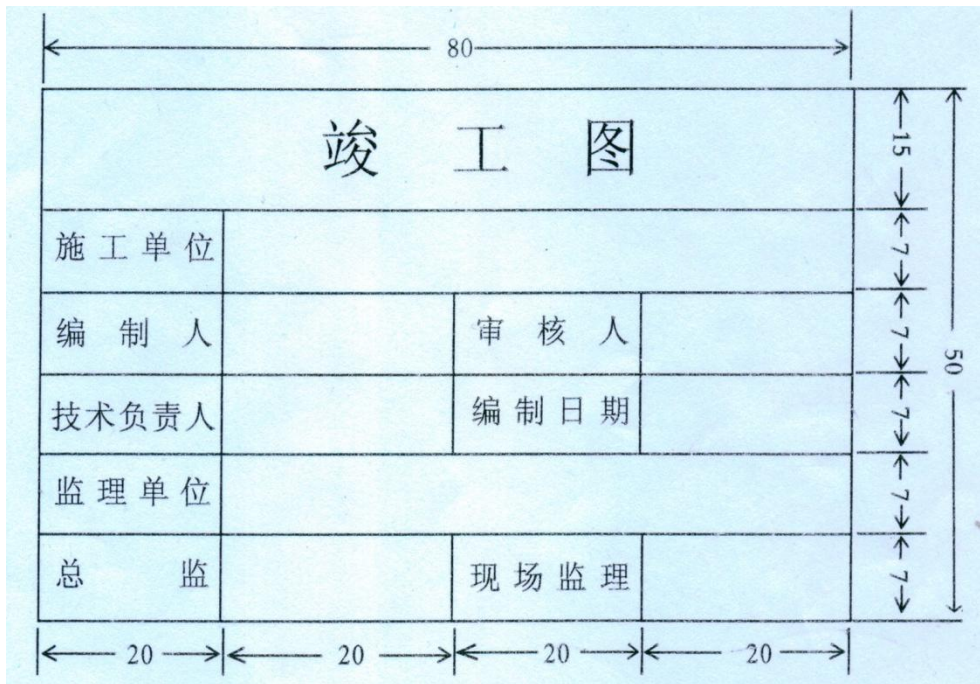 80
竣工图
15
施工单位
7
编制人 审核人
7
50
技术负责人 编制日期
7
监理单位
7
总监 现场监理
7
20 20 20 20